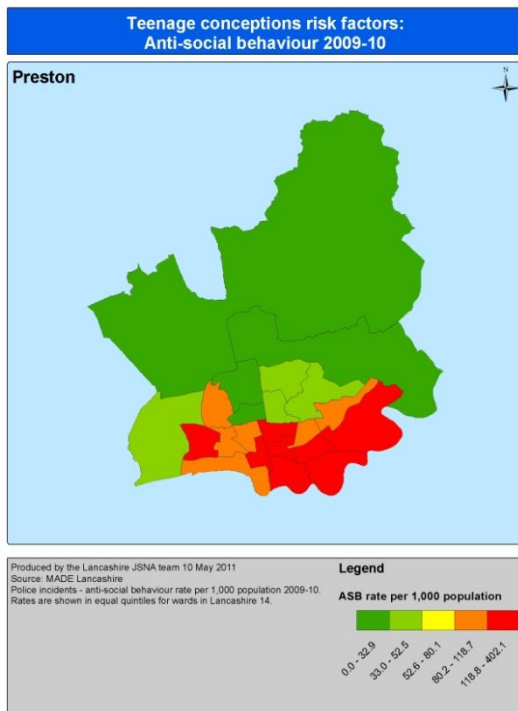 Teenage conceptions risk factors:
Anti-social behaviour 2009-10
Preston
N
Produced by the Lancashire JSNA team 10 May 2011
Source: MADE Lancashire
Police incidents - anti-social behaviour rate per 1,000 population 2009-10.
Rates are shown in equal quintiles for wards in Lancashire 14.
Legend
ASB rate per 1,000 population
0.0 - 32.9
33.0 - 52.5
52.6 - 80.1
80.2 - 118.7
118.8 - 402.1